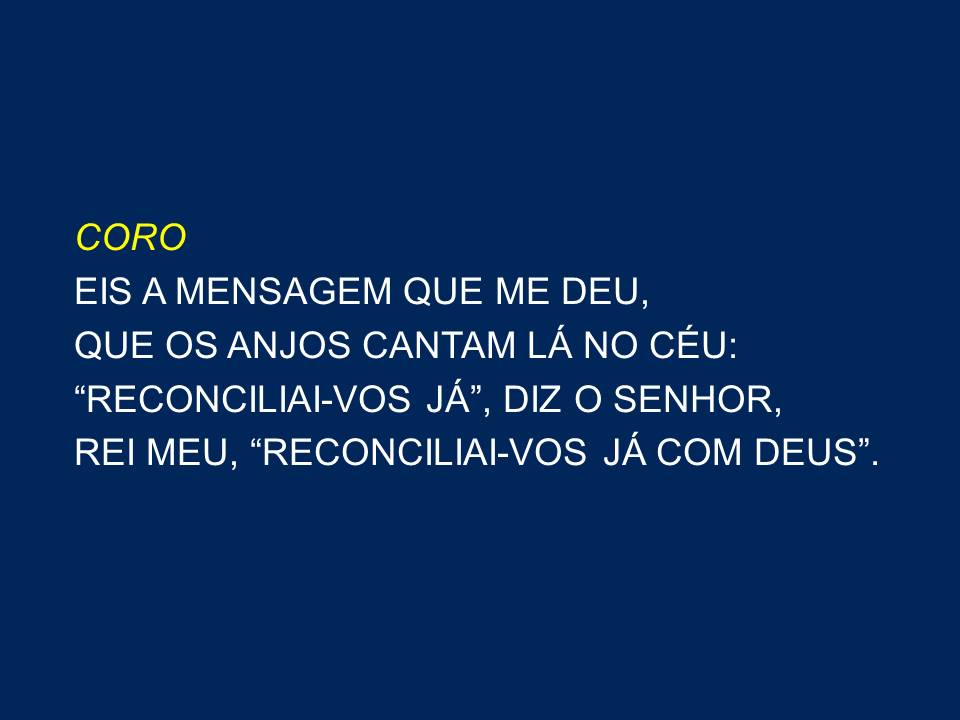 CORO
EIS A MENSAGEM QUE ME DEU,
QUE OS ANJOS CANTAM LÁ NO CÉU:
“RECONCILIAI-VOS JÁ”, DIZ O SENHOR,
REI MEU, “RECONCILIAI-VOS JÁ COM DEUS”.